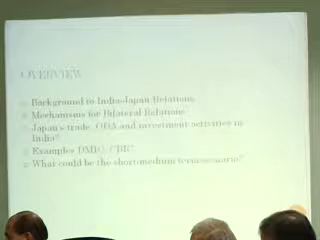 OVERVIEW
Background to India-Japan Relations
Mechanisms for Bilateral Relations
Japan's trade, ODA and investment activities in
India?
Examples DMIC, CBIC
What could be the short-medium term scenario?